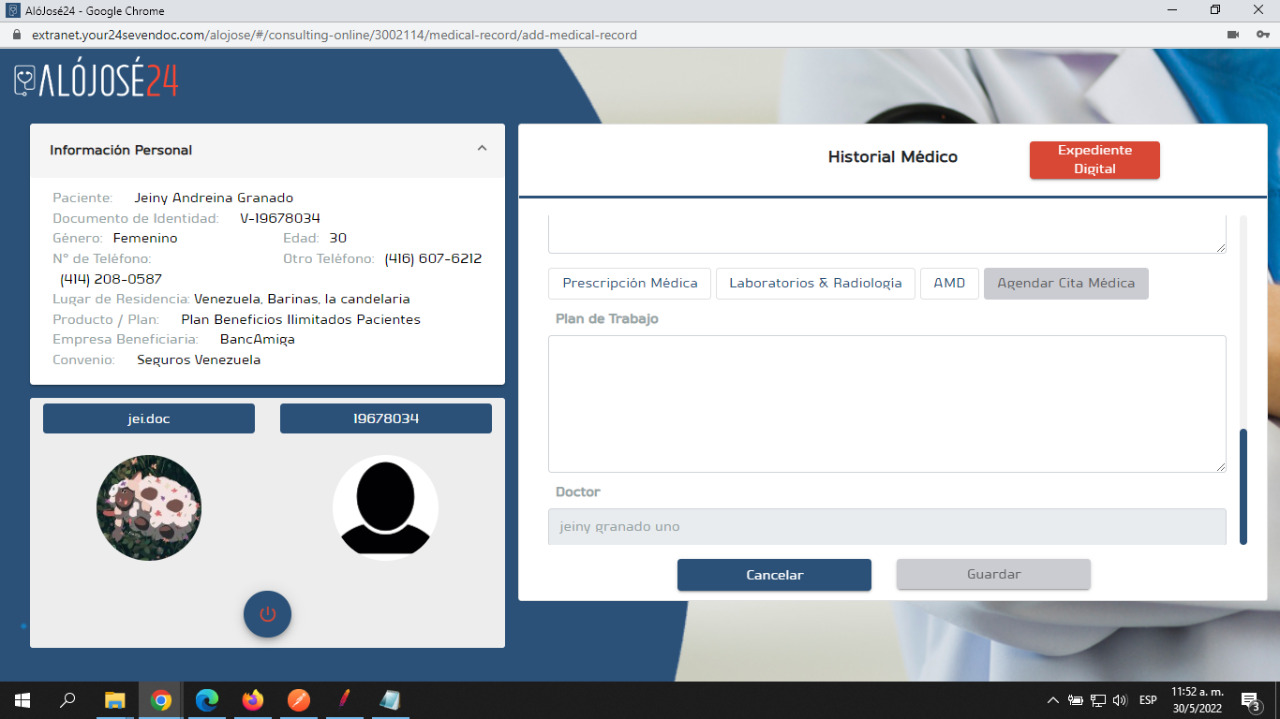 AlóJosé24 - Google Chrome
extranet.your24sevendoc.com/alojose/#/consulting-online/3002114/medical-record/add-medical-record
ALÓJOSÉ24
Información Personal
Paciente: Jeiny Andreina Granado
Documento de Identidad: V-19678034
Género: Femenino Edad: 30
N° de Teléfono: Otro Teléfono: (416) 607-6212
(414) 208-0587
Lugar de Residencia: Venezuela, Barinas, la candelaria
Producto / Plan: Plan Beneficios Ilimitados Pacientes
Empresa Beneficiaria: BancAmiga
Convenio: Seguros Venezuela
jei.doc 19678034
Historial Médico
Expediente
Digital
Prescripción Médica Laboratorios & Radiología AMD Agendar Cita Médica
Plan de Trabajo
Doctor
jeiny granado uno
Cancelar Guardar
ESP
11:52 a. m.
30/5/2022
3